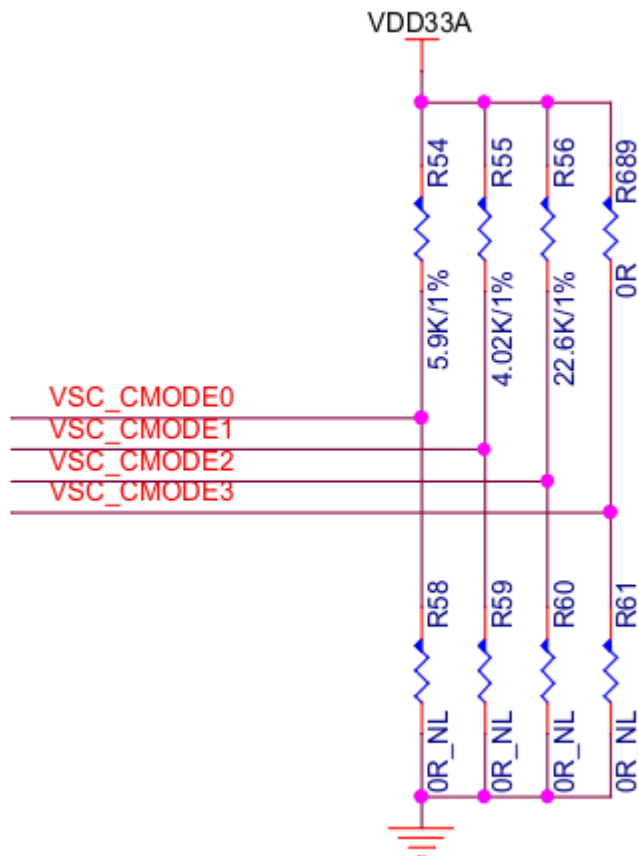 VDD33A
R54
R55
R56
R689
5.9K/1%
4.02K/1%
22.6K/1%
0R
VSC_CMODE0
VSC_CMODE1
VSC_CMODE2
VSC_CMODE3
R58
R59
R60
R61
0R_NL
0R_NL
0R_NL
0R_NL